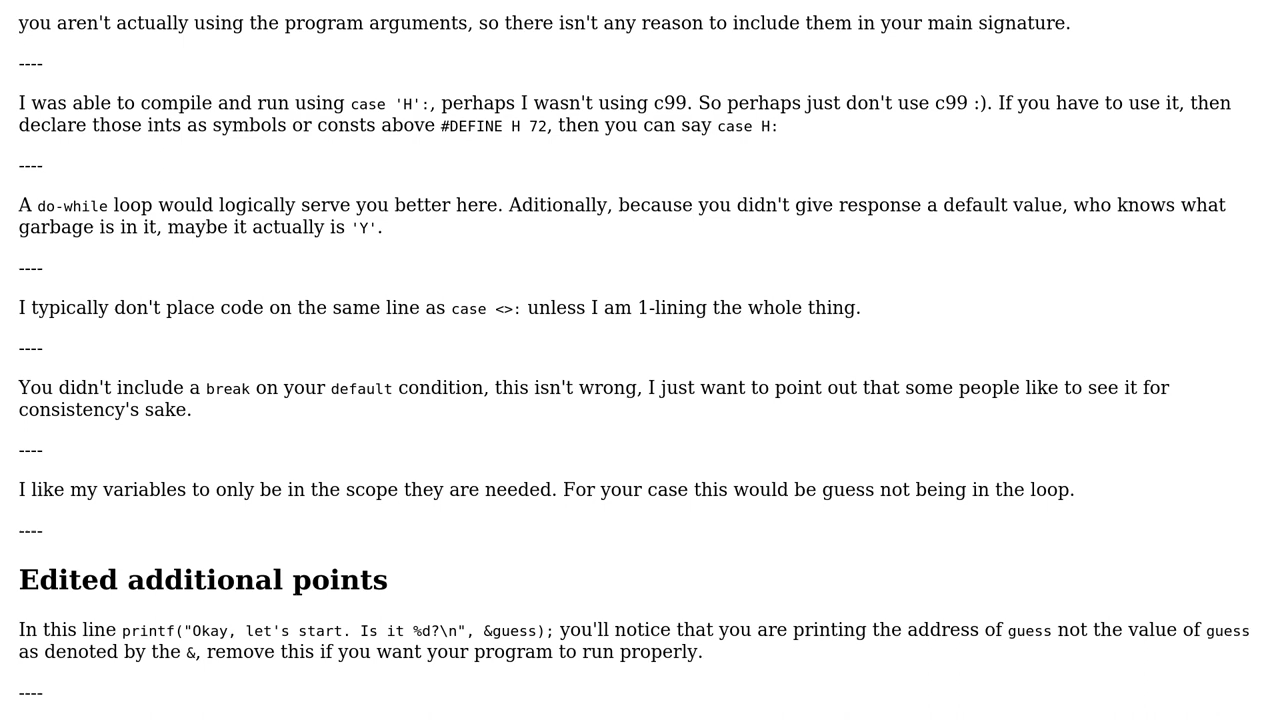 you aren't actually using the program arguments, so there isn't any reason to include them in your main signature.
----
I was able to compile and run using case 'H':, perhaps I wasn't using c99. So perhaps just don't use c99 :). If you have to use it, then
declare those ints as symbols or consts above #DEFINE H 72, then you can say case H:
----
A do-while loop would logically serve you better here. Aditionally, because you didn't give response a default value, who knows what
garbage is in it, maybe it actually is 'Y'.
----
I typically don't place code on the same line as case <>: unless I am 1-lining the whole thing.
----
You didn't include a break on your default condition, this isn't wrong, I just want to point out that some people like to see it for
consistency's sake.
----
I like my variables to only be in the scope they are needed. For your case this would be guess not being in the loop.
----
Edited additional points
In this line printf("Okay, let's start. Is it %d?\n", &guess); you'll notice that you are printing the address of guess not the value of guess
as denoted by the &, remove this if you want your program to run properly.
----